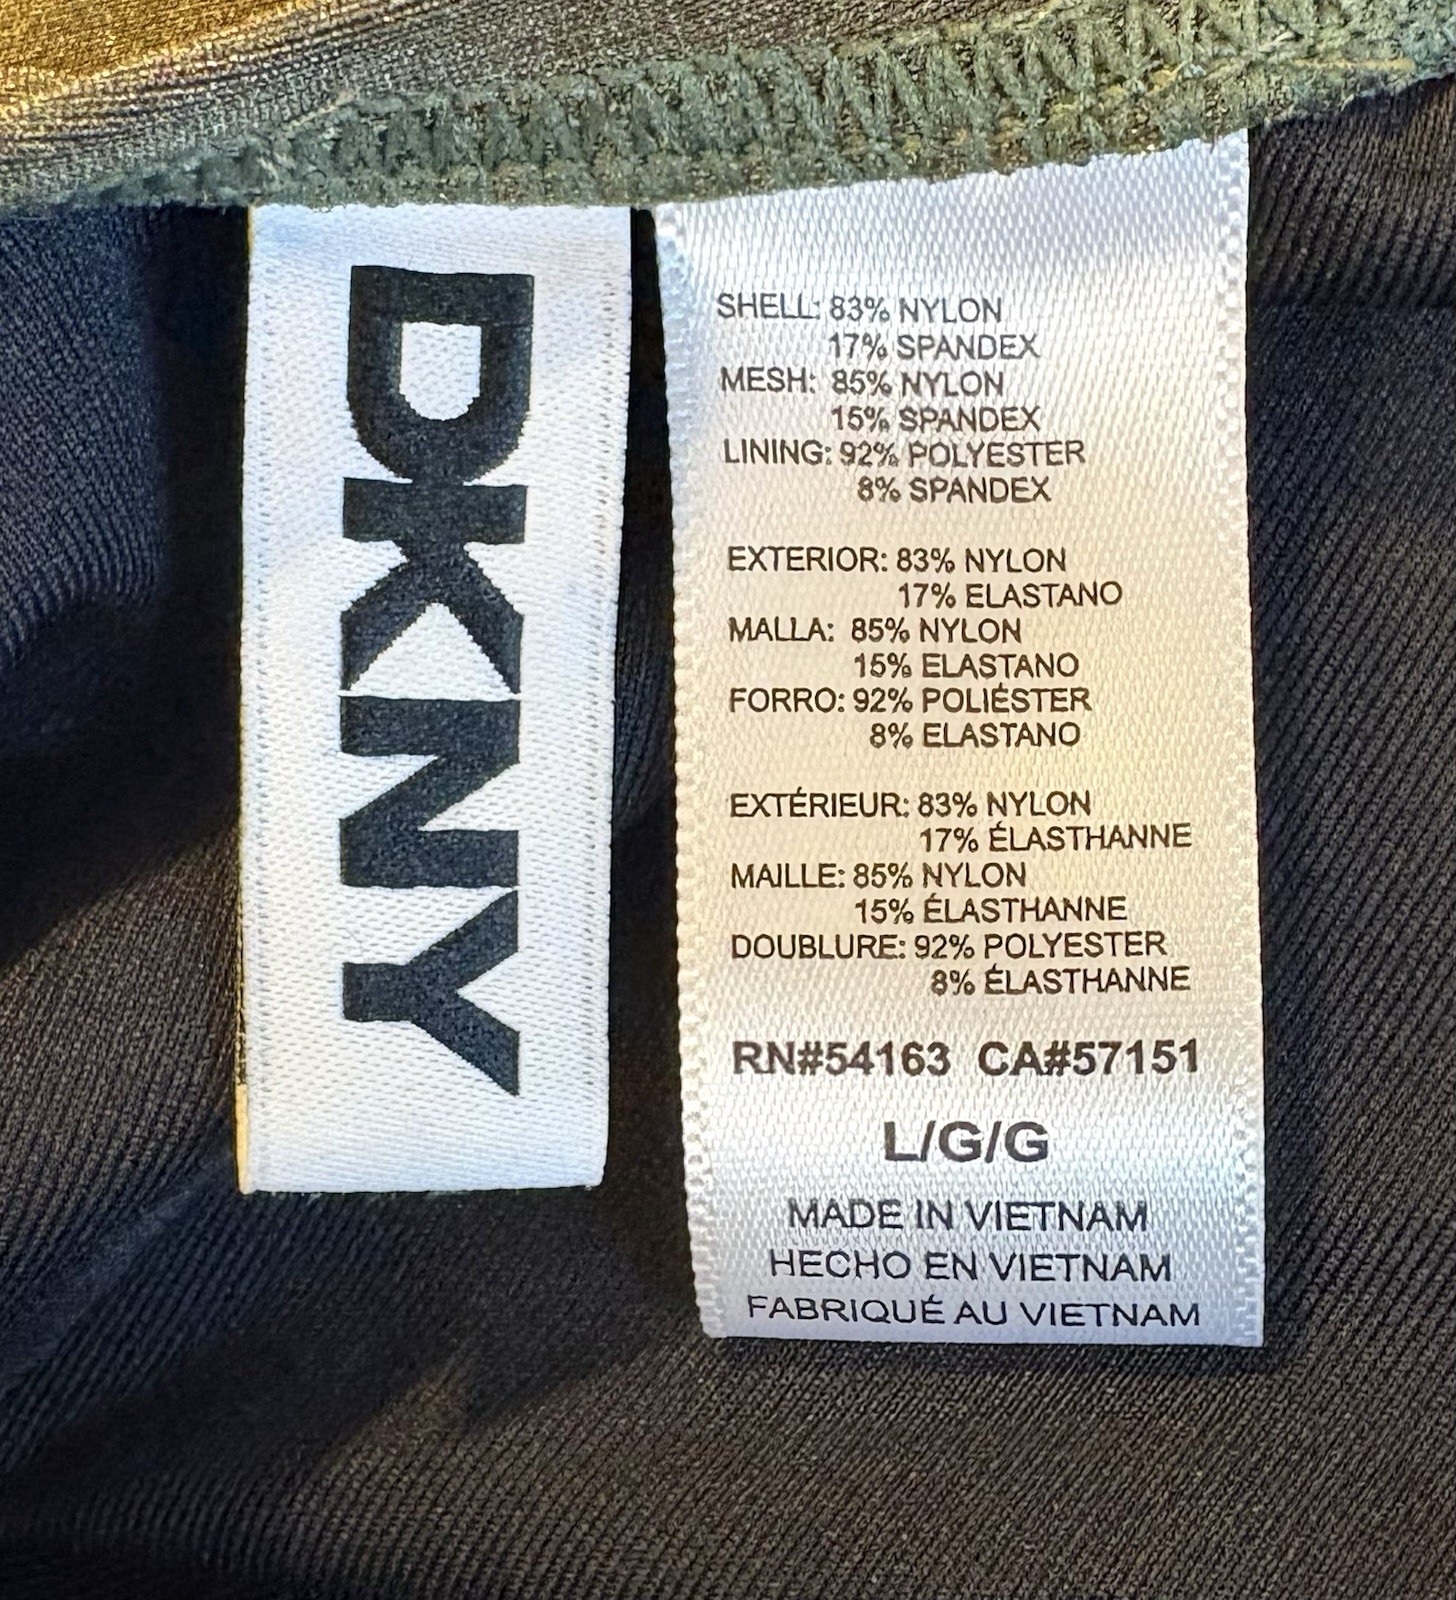 DKNY
SHELL: 83% NYLON
17% SPANDEX
MESH: 85% NYLON
15% SPANDEX
LINING: 92% POLYESTER
8% SPANDEX
EXTERIOR: 83% NYLON
17% ELASTANO
MALLA: 85% NYLON
15% ELASTANO
FORRO: 92% POLIÉSTER
8% ELASTANO
EXTÉRIEUR: 83% NYLON
17% ÉLASTHANNE
MAILLE: 85% NYLON
15% ÉLASTHANNE
DOUBLURE: 92% POLYESTER
8% ÉLASTHANNE
RN#54163 CA#57151
L/G/G
MADE IN VIETNAM
HECHO EN VIETNAM
FABRIQUÉ AU VIETNAM